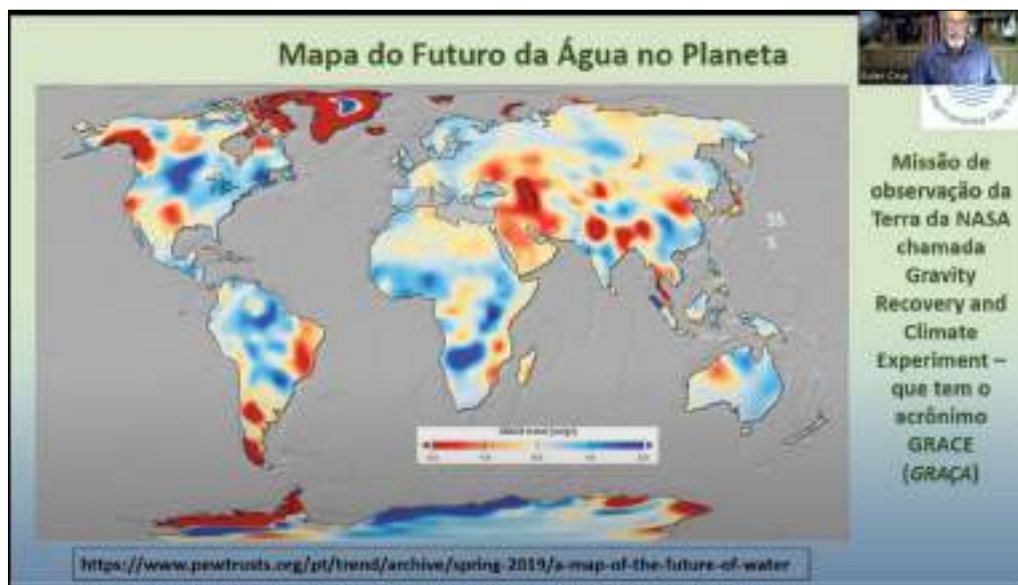 Mapa do Futuro da Água no Planeta
Missão de
observação da
Terra da NASA
chamada
Gravity
Recovery and
Climate
Experiment –
que tem o
acrônimo
GRACE
(GRAÇA)
https://www.pewtrusts.org/pt/trend/archive/spring-2019/a-map-of-the-future-of-water